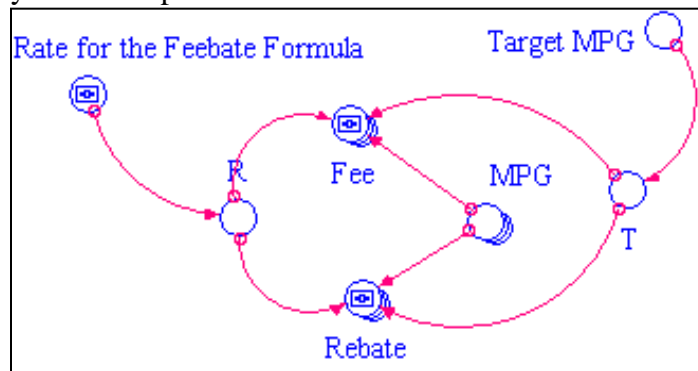 Rate for the Feebate Formula
Target MPG
R
Fee
MPG
T
Rebate